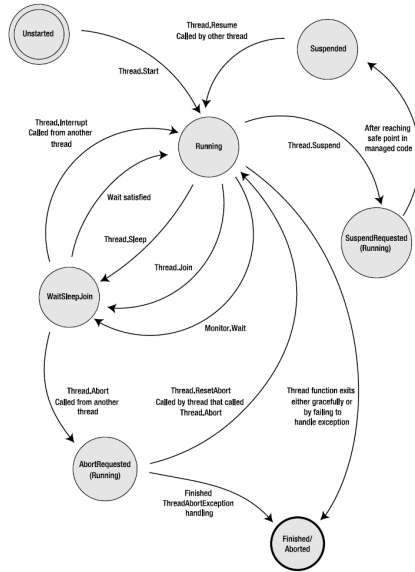 Unstarted
Thread.Resume
Called by other thread
Suspended
Thread.Start
Thread.Interrupt
Called from another
thread
Running
Thread.Suspend
After reaching
safe point in
managed code
Wait satisfied
SuspendRequested
(Running)
Thread.Sleep
Thread.Join
WaitSleepJoin
Monitor.Wait
Thread.Abort
Called from another
thread
Thread.ResetAbort
Called by thread that called
Thread.Abort
Thread function exits
either gracefully or
by failing to
handle exception
AbortRequested
(Running)
Finished
ThreadAbortException
handling
Finished/
Aborted